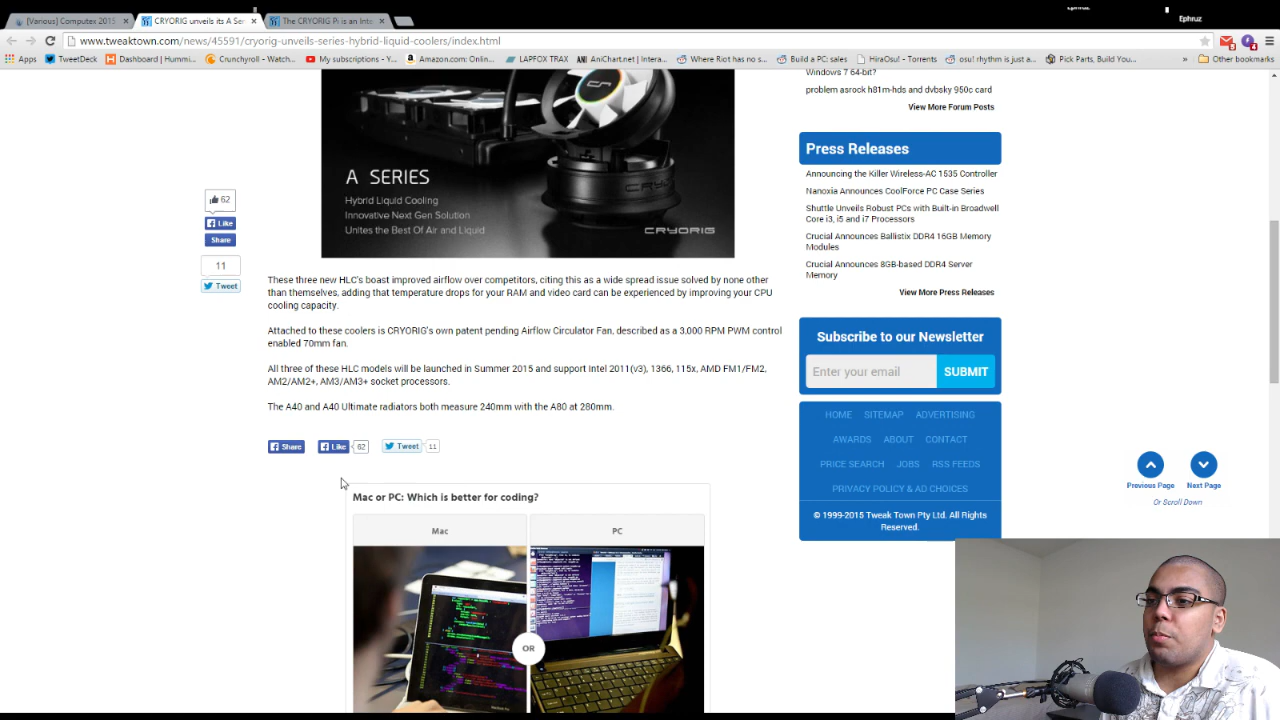 Ephruz
Ephruz
[Various] Computex 2015
CRYORIG unveils its A Ser
The CRYORIG Pi is an Inte
www.tweaktown.com/news/45591/cryorig-unveils-series-hybrid-liquid-coolers/index.html
Apps
TweetDeck
Dashboard | Hummi...
Crunchyroll - Watch...
My subscriptions - Y...
Amazon.com: Onlin...
LAPFOX TRAX
AniChart.net | Intera...
Where Riot has no s...
Build a PC: sales
HiraOsu! - Torrents
osu! rhythm is just a...
Pick Parts, Build You...
»
Other bookmarks
A SERIES
Hybrid Liquid Cooling
Innovative Next Gen Solution
Unites the Best Of Air and Liquid
CRYORIG
62
Like
Share
11
Tweet
These three new HLC's boast improved airflow over competitors, citing this as a wide spread issue solved by none other
than themselves, adding that temperature drops for your RAM and video card can be experienced by improving your CPU
cooling capacity.
Attached to these coolers is CRYORIG's own patent pending Airflow Circulator Fan, described as a 3,000 RPM PWM control
enabled 70mm fan.
All three of these HLC models will be launched in Summer 2015 and support Intel 2011(v3), 1366, 115x, AMD FM1/FM2,
AM2/AM2+, AM3/AM3+ socket processors.
The A40 and A40 Ultimate radiators both measure 240mm with the A80 at 280mm.
Share
Like
62
Tweet
11
Mac or PC: Which is better for coding?
Mac
PC
OR
Windows 7 64-bit?
problem asrock h81m-hds and dvbsky 950c card
View More Forum Posts
Press Releases
Announcing the Killer Wireless-AC 1535 Controller
Nanoxia Announces CoolForce PC Case Series
Shuttle Unveils Robust PCs with Built-in Broadwell
Core i3, i5 and i7 Processors
Crucial Announces Ballistix DDR4 16GB Memory
Modules
Crucial Announces 8GB-based DDR4 Server
Memory
View More Press Releases
Subscribe to our Newsletter
Enter your email
SUBMIT
HOME SITEMAP ADVERTISING
AWARDS ABOUT CONTACT
PRICE SEARCH JOBS RSS FEEDS
PRIVACY POLICY & AD CHOICES
© 1999-2015 Tweak Town Pty Ltd. All Rights
Reserved.
Previous Page
Next Page
Or Scroll Down